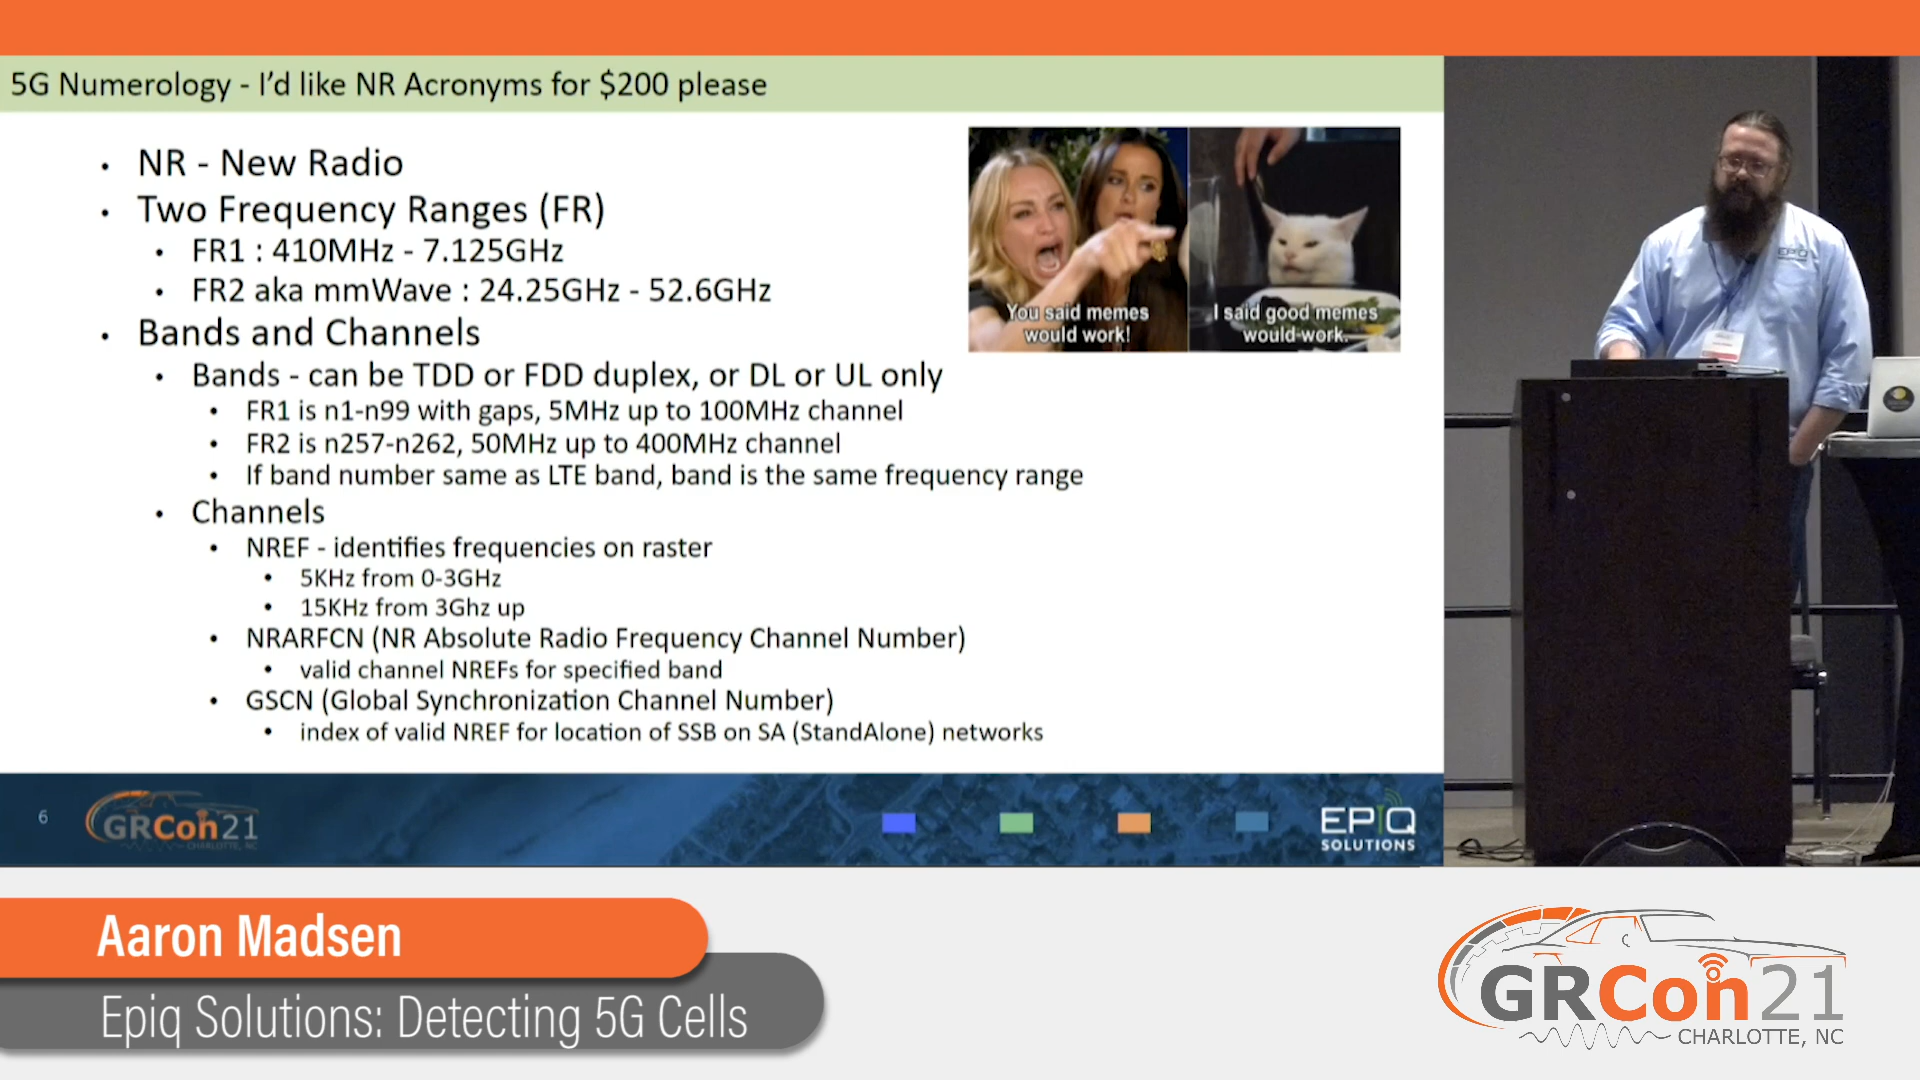 5G Numerology - I'd like NR Acronyms for $200 please
• NR - New Radio
• Two Frequency Ranges (FR)
• FR1 : 410MHz - 7.125GHz
• FR2 aka mmWave : 24.25GHz - 52.6GHz
• Bands and Channels
• Bands - can be TDD or FDD duplex, or DL or UL only
• FR1 is n1-n99 with gaps, 5MHz up to 100MHz channel
• FR2 is n257-n262, 50MHz up to 400MHz channel
• If band number same as LTE band, band is the same frequency range
• Channels
• NREF - identifies frequencies on raster
• 5KHz from 0-3GHz
• 15KHz from 3Ghz up
• NRARFCN (NR Absolute Radio Frequency Channel Number)
• valid channel NREFs for specified band
• GSCN (Global Synchronization Channel Number)
• index of valid NREF for location of SSB on SA (StandAlone) networks
You said memes
would work!
I said good memes
would work.
EPIQ
6
GRCon21
CHARLOTTE, NC
EPIQ
SOLUTIONS
Aaron Madsen
Epiq Solutions: Detecting 5G Cells
GRCon21
CHARLOTTE, NC